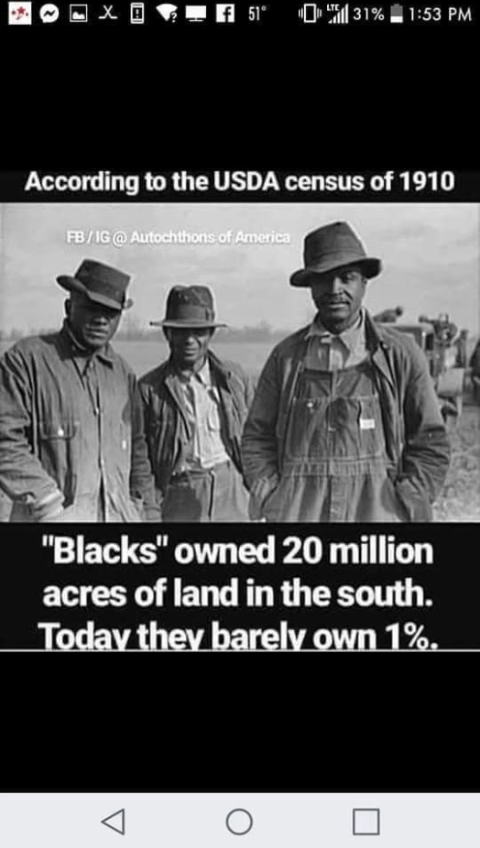 51° LTE 31% 1:53 PM
According to the USDA census of 1910
FB/IG@Autochthons of America
"Blacks" owned 20 million
acres of land in the south.
Today they barely own 1%.